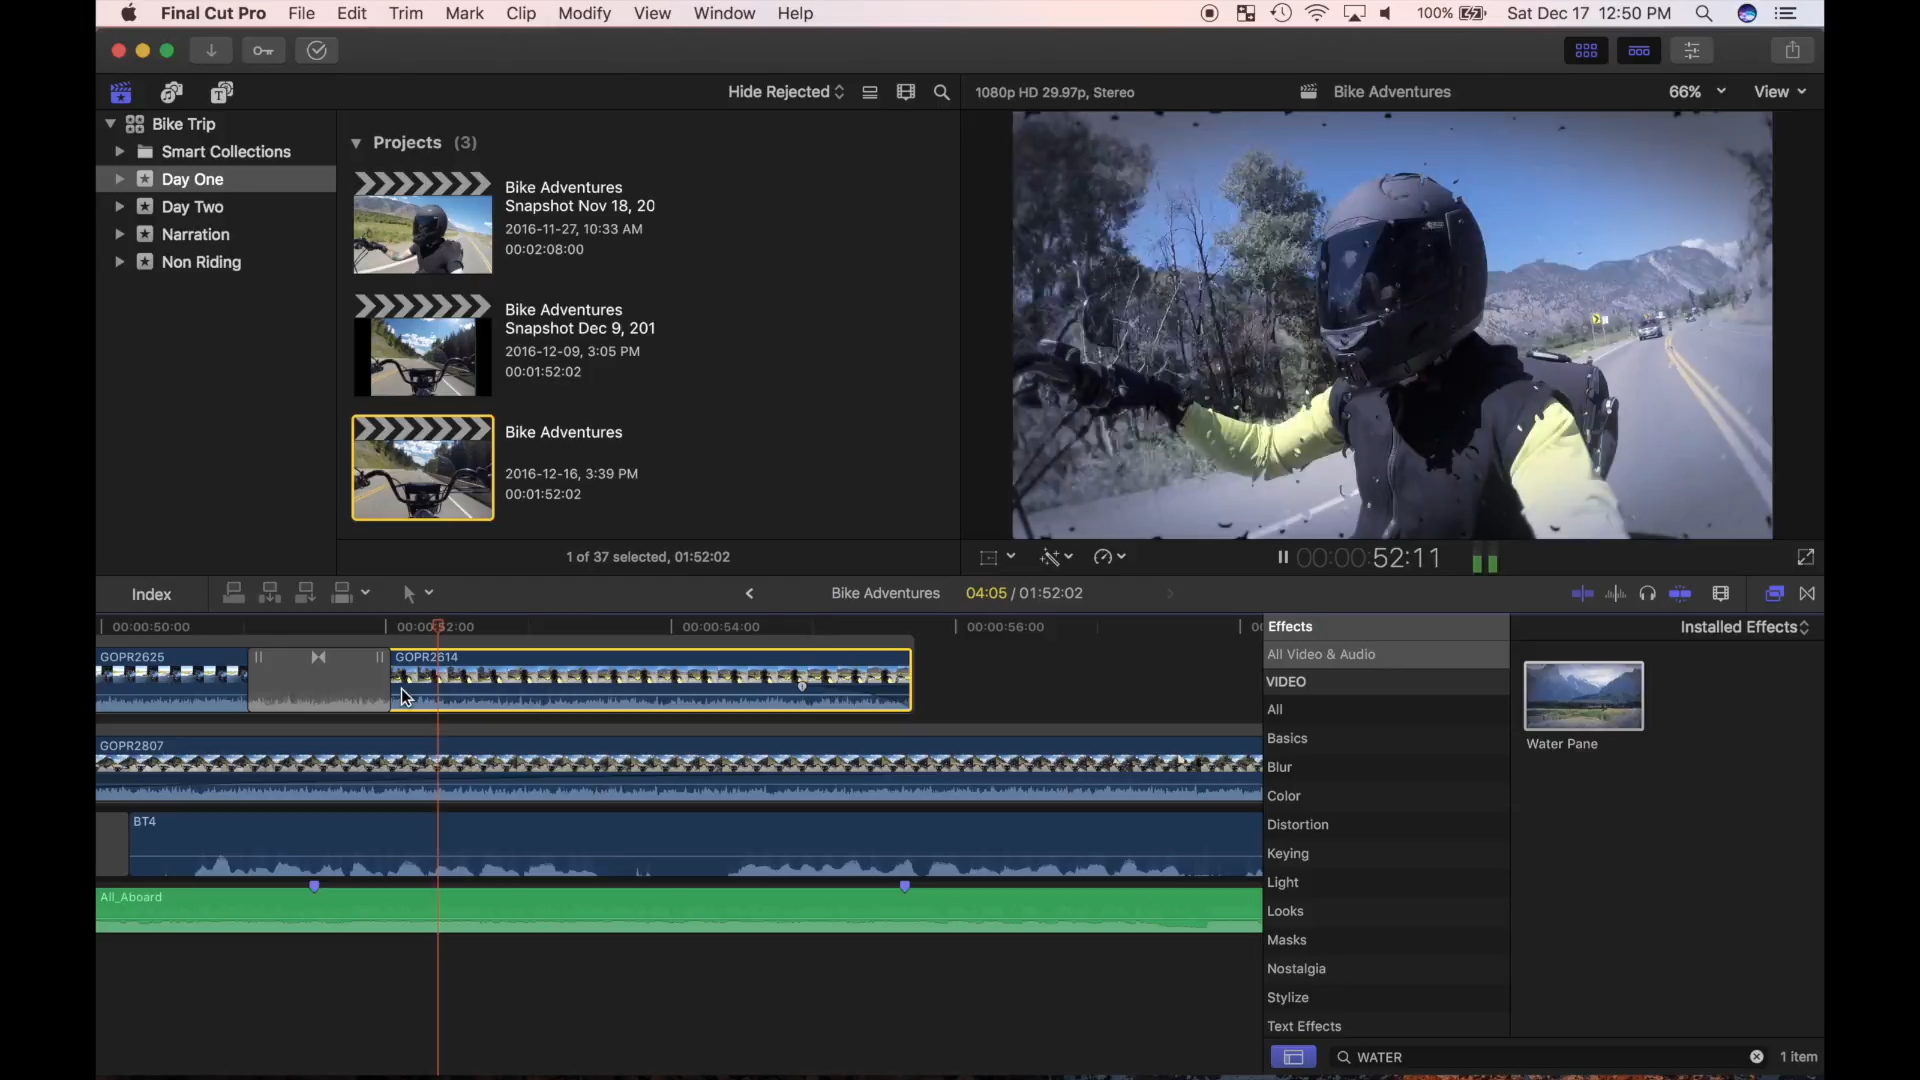 Final Cut Pro File Edit Trim Mark Clip Modify View Window Help 100% Sat Dec 17 12:50 PM
Hide Rejected 1080p HD 29.97p, Stereo Bike Adventures 66% View
Bike Trip
Smart Collections
Day One
Day Two
Narration
Non Riding
Projects (3)
Bike Adventures
Snapshot Nov 18, 20
2016-11-27, 10:33 AM
00:02:08:00
Bike Adventures
Snapshot Dec 9, 201
2016-12-09, 3:05 PM
00:01:52:02
Bike Adventures
2016-12-16, 3:39 PM
00:01:52:02
1 of 37 selected, 01:52:02
00:00:52:11
Index Bike Adventures 04:05 / 01:52:02
00:00:50:00 00:00:52:00 00:00:54:00 00:00:56:00
GOPR2625 GOPR2614
GOPR2807
BT4
All_Aboard
Effects Installed Effects
All Video & Audio
VIDEO
All
Basics
Blur
Color
Distortion
Keying
Light
Looks
Masks
Nostalgia
Stylize
Text Effects
Water Pane
WATER 1 item